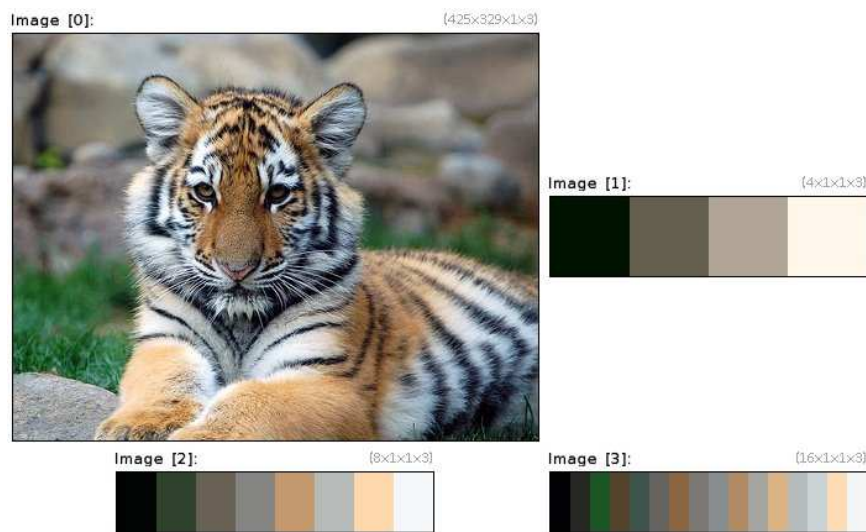 Image [0]: (425x329x1x3)
Image [1]: (4x1x1x3)
Image [2]: (8x1x1x3)
Image [3]: (16x1x1x3)